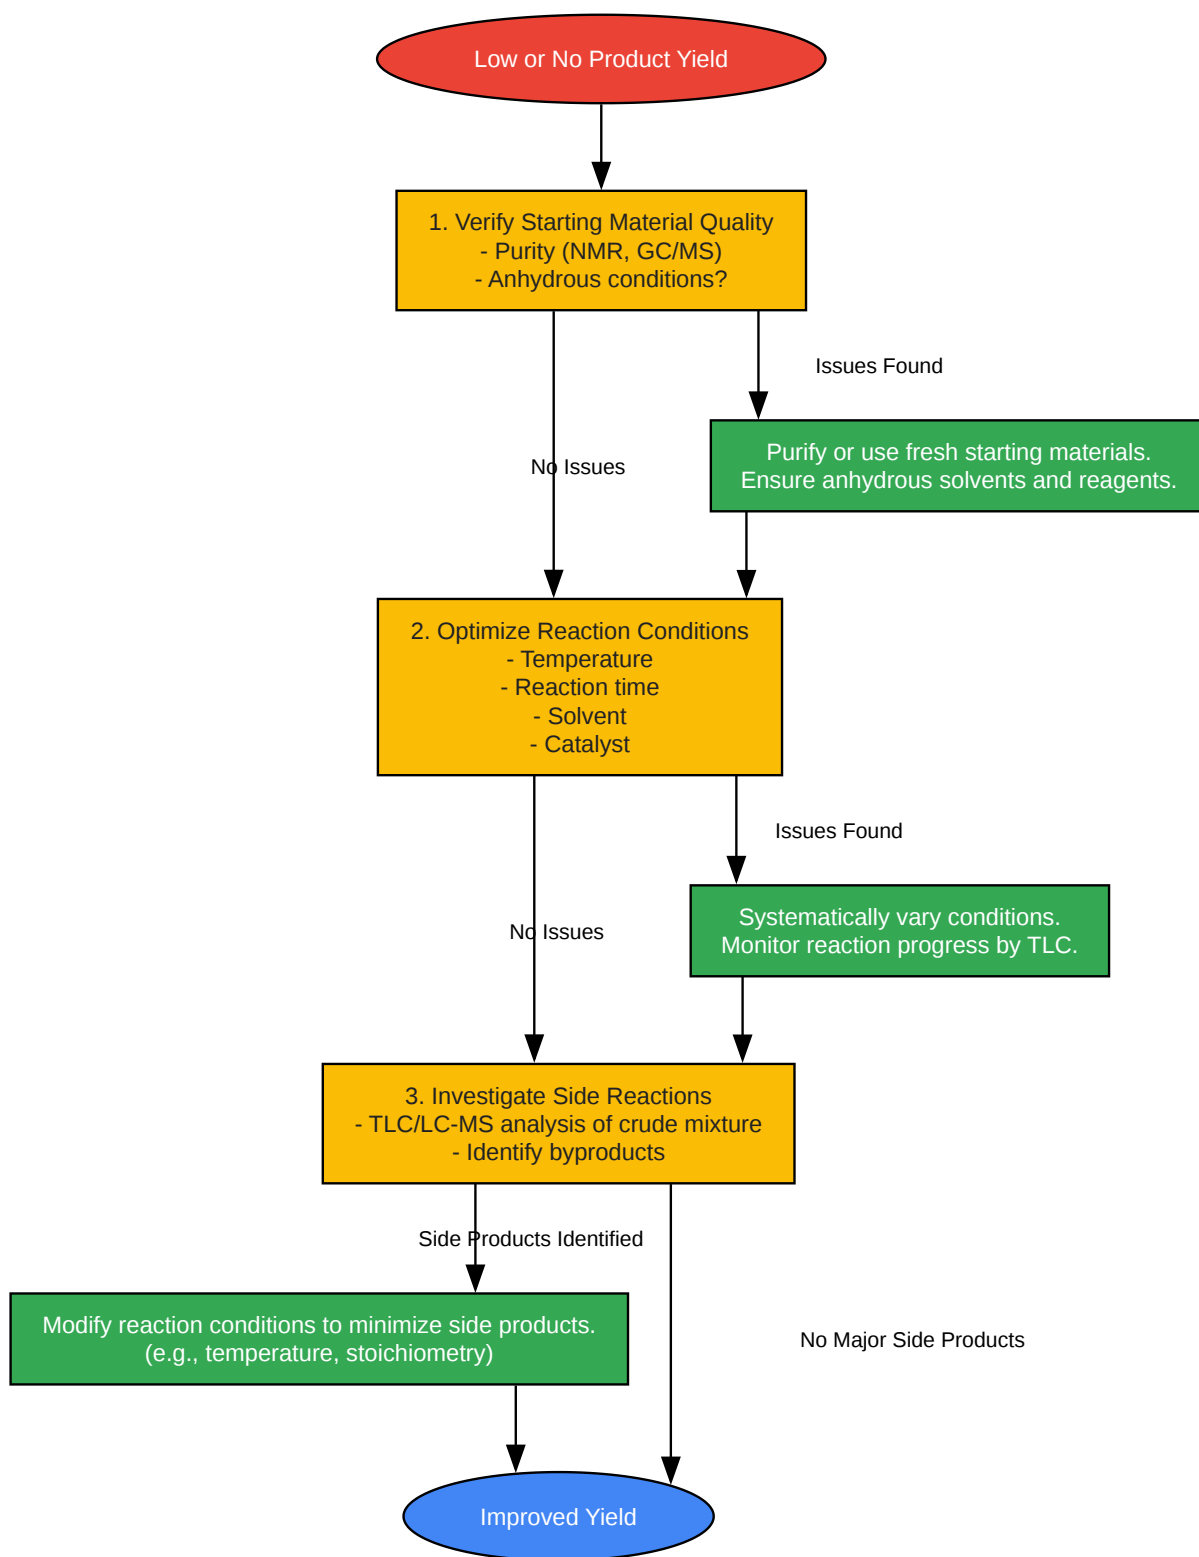 Low or No Product Yield
1. Verify Starting Material Quality
- Purity (NMR, GC/MS)
- Anhydrous conditions?
Issues Found
Purify or use fresh starting materials.
Ensure anhydrous solvents and reagents.
No Issues
2. Optimize Reaction Conditions
- Temperature
- Reaction time
- Solvent
- Catalyst
Issues Found
Systematically vary conditions.
Monitor reaction progress by TLC.
No Issues
3. Investigate Side Reactions
- TLC/LC-MS analysis of crude mixture
- Identify byproducts
Side Products Identified
Modify reaction conditions to minimize side products.
(e.g., temperature, stoichiometry)
No Major Side Products
Improved Yield